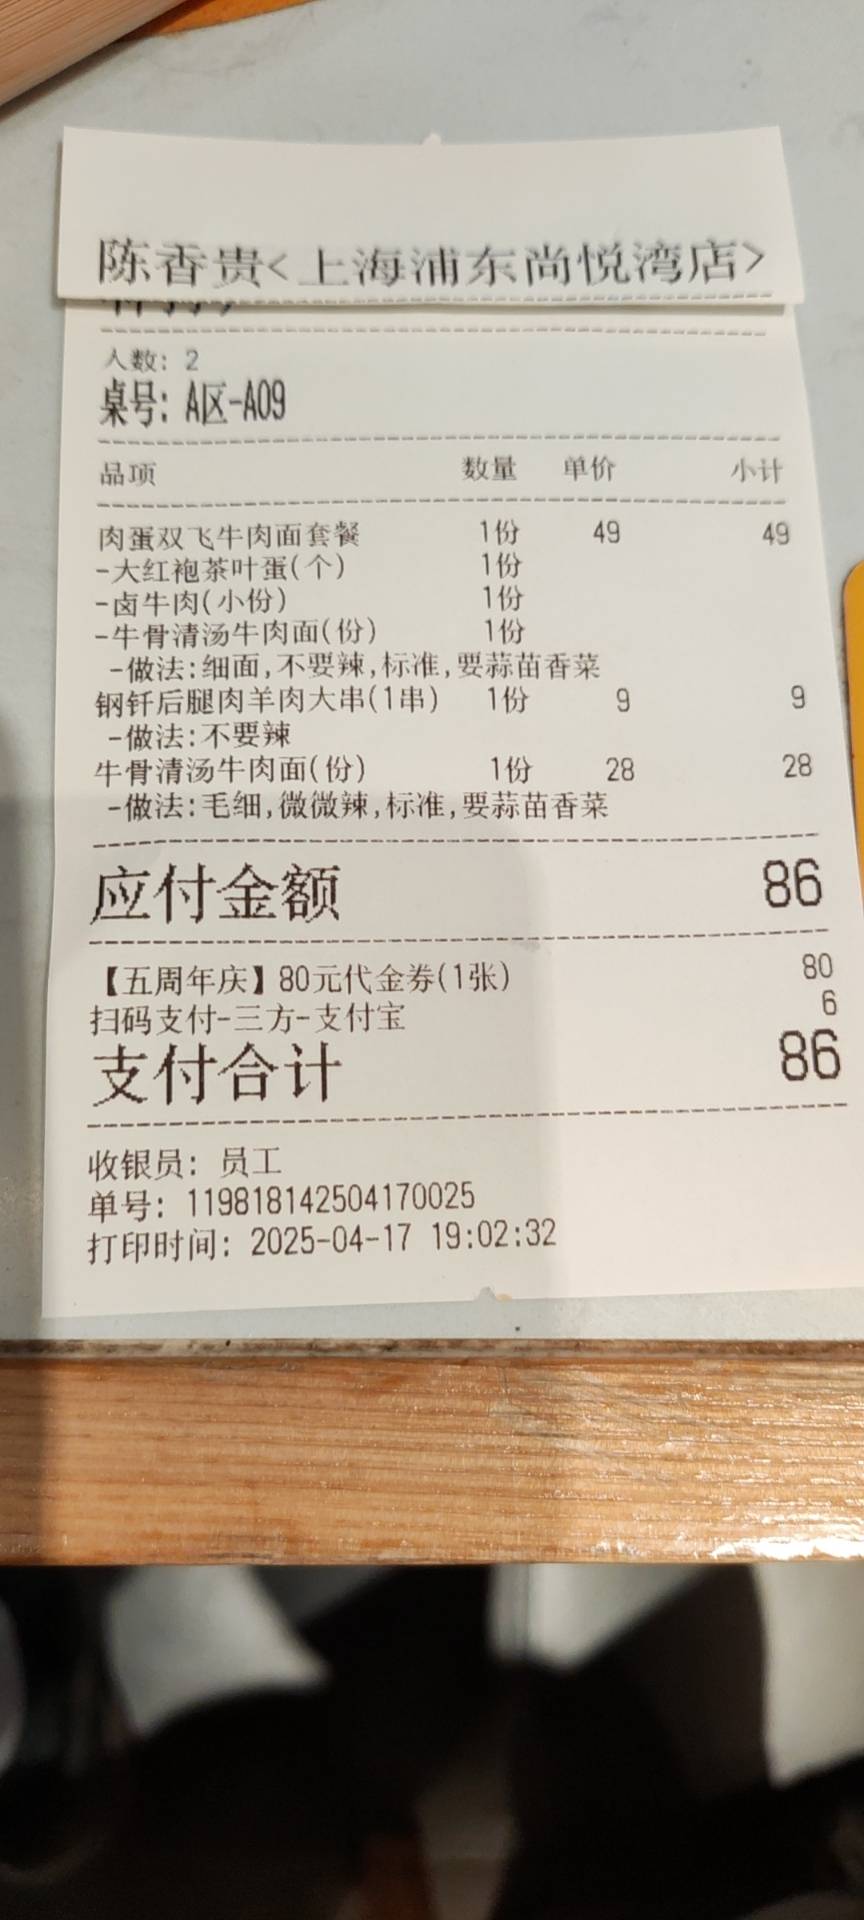 陈香贵<上海浦东尚悦湾店>
人数: 2
桌号: A区-A09
品项 数量 单价 小计
肉蛋双飞牛肉面套餐 1份 49 49
-大红袍茶叶蛋(个) 1份
-卤牛肉(小份) 1份
-牛骨清汤牛肉面(份) 1份
-做法:细面,不要辣,标准,要蒜苗香菜
钢钎后腿肉羊肉大串(1串) 1份 9 9
-做法:不要辣
牛骨清汤牛肉面(份) 1份 28 28
-做法:毛细,微微辣,标准,要蒜苗香菜
应付金额 86
【五周年庆】80元代金券(1张) 80
扫码支付-三方-支付宝 6
支付合计 86
收银员: 员工
单号: 119818142504170025
打印时间: 2025-04-17 19:02:32